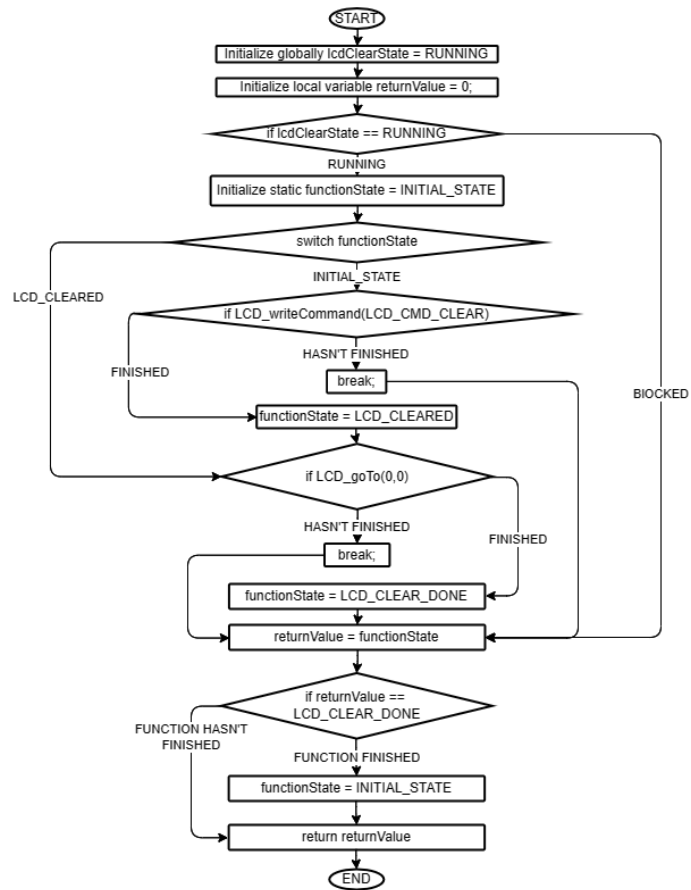 START
Initialize globally lcdClearState = RUNNING
Initialize local variable returnValue = 0;
if lcdClearState == RUNNING
RUNNING
Initialize static functionState = INITIAL_STATE
switch functionState
INITIAL_STATE
LCD_CLEARED
if LCD_writeCommand(LCD_CMD_CLEAR)
HASN'T FINISHED
FINISHED
break;
BlOCKED
functionState = LCD_CLEARED
if LCD_goTo(0,0)
HASN'T FINISHED
FINISHED
break;
functionState = LCD_CLEAR_DONE
returnValue = functionState
if returnValue ==
LCD_CLEAR_DONE
FUNCTION HASN'T
FINISHED
FUNCTION FINISHED
functionState = INITIAL_STATE
return returnValue
END